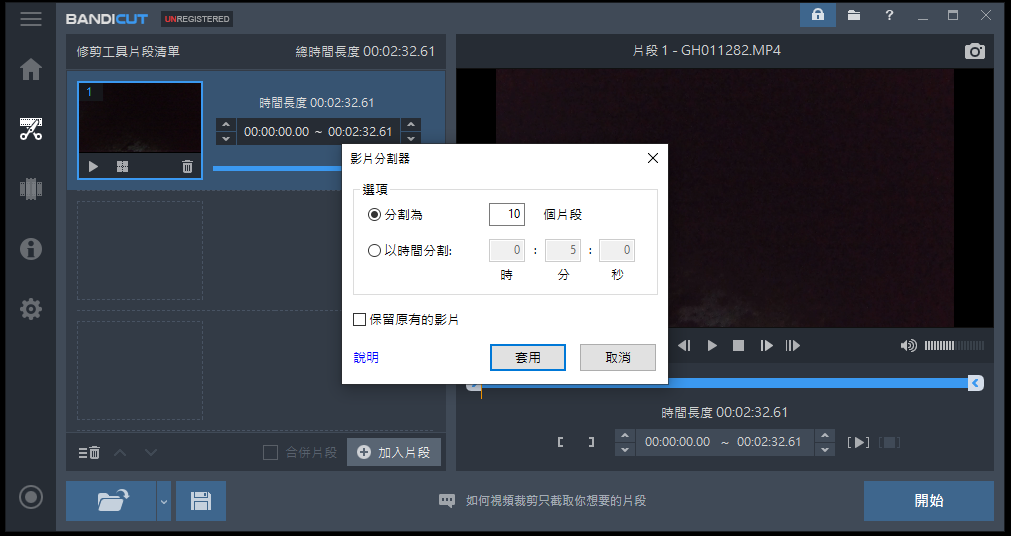 BANDICUT UNREGISTERED
修剪工具片段清單 總時間長度 00:02:32.61
片段 1 - GH011282.MP4
1
時間長度 00:02:32.61
00:00:00.00 ~ 00:02:32.61
影片分割器
選項
分割為 10 個片段
以時間分割: 0 : 5 : 0
時 分 秒
保留原有的影片
說明 套用 取消
時間長度 00:02:32.61
00:00:00.00 ~ 00:02:32.61
合併片段 加入片段
如何視頻裁剪只截取你想要的片段
開始